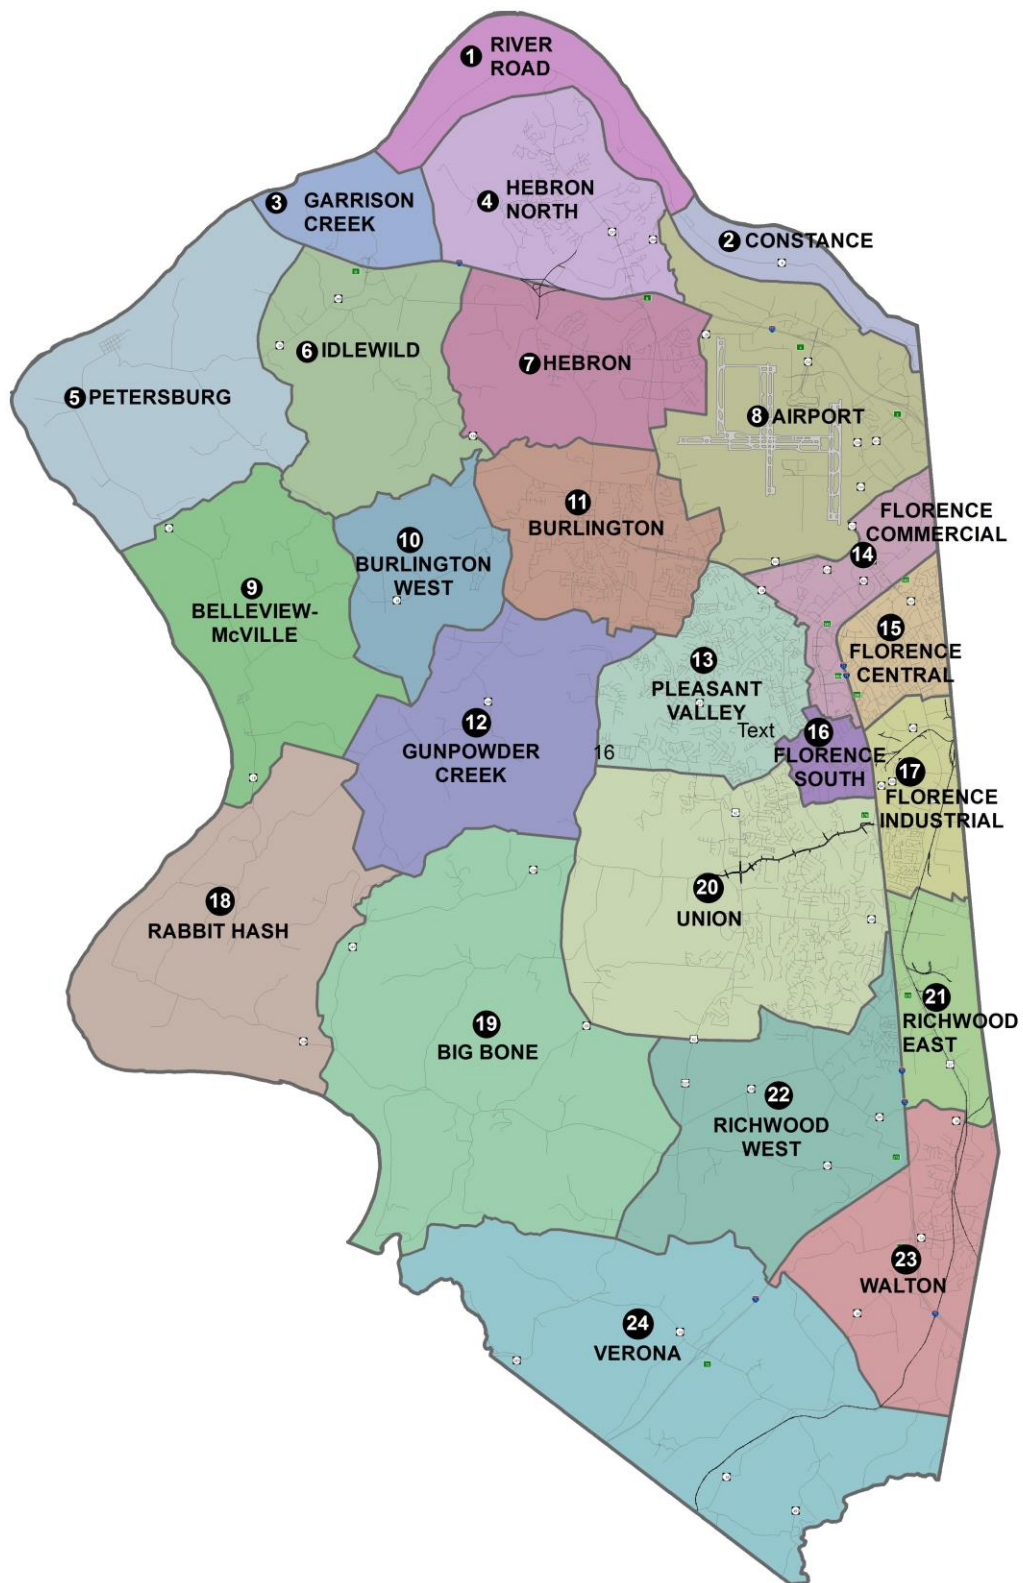 1 RIVER
ROAD
3 GARRISON
CREEK
4 HEBRON
NORTH
2 CONSTANCE
5 PETERSBURG
6 IDLEWILD
7 HEBRON
8 AIRPORT
9
BELLEVIEW-
McVILLE
10
BURLINGTON
WEST
11
BURLINGTON
FLORENCE
COMMERCIAL
14
15
FLORENCE
CENTRAL
13
PLEASANT
VALLEY
Text
16
12
GUNPOWDER
CREEK
16
FLORENCE
SOUTH
17
FLORENCE
INDUSTRIAL
18
RABBIT HASH
20
UNION
19
BIG BONE
21
RICHWOOD
EAST
22
RICHWOOD
WEST
23
WALTON
24
VERONA